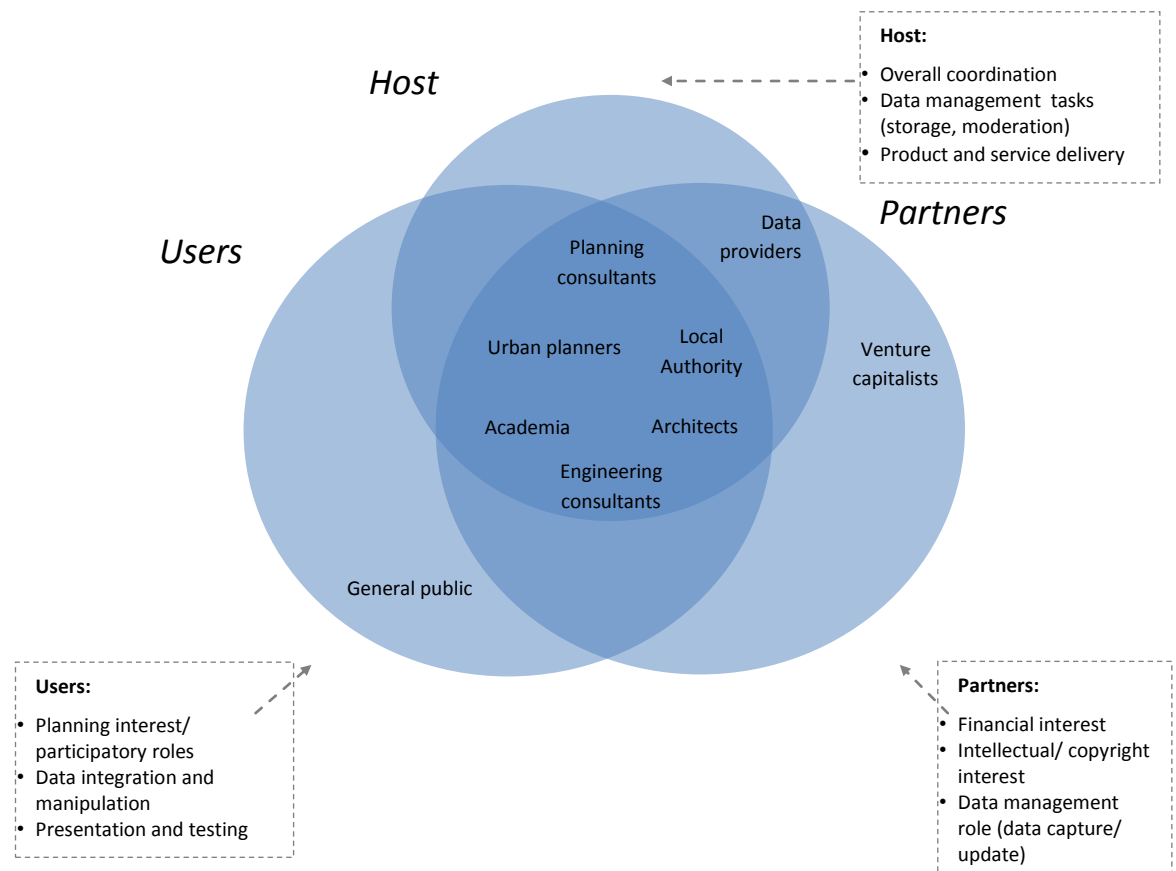 Host:
• Overall coordination
• Data management tasks
(storage, moderation)
• Product and service delivery
Host
Partners
Users
Data
providers
Planning
consultants
Urban planners
Local
Authority
Venture
capitalists
Academia
Architects
Engineering
consultants
General public
Users:
• Planning interest/
participatory roles
• Data integration and
manipulation
• Presentation and testing
Partners:
• Financial interest
• Intellectual/ copyright
interest
• Data management
role (data capture/
update)